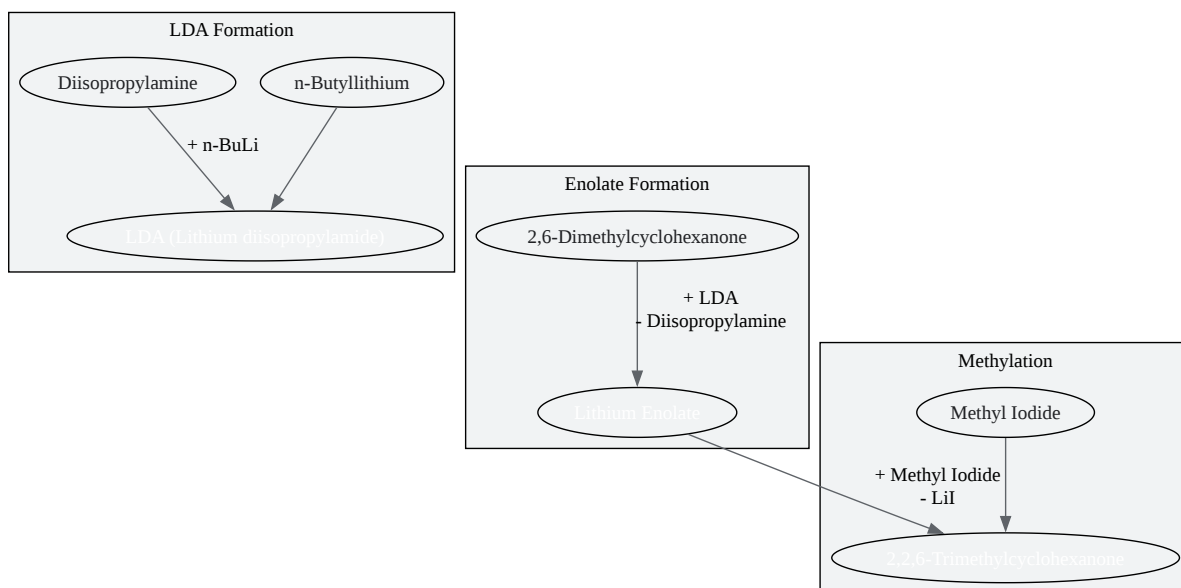 LDA Formation
Diisopropylamine
n-Butyllithium
+ n-BuLi
LDA (Lithium diisopropylamide)
Enolate Formation
2,6-Dimethylcyclohexanone
+ LDA
- Diisopropylamine
Lithium Enolate
Methylation
Methyl Iodide
+ Methyl Iodide
- LiI
2,2,6-Trimethylcyclohexanone